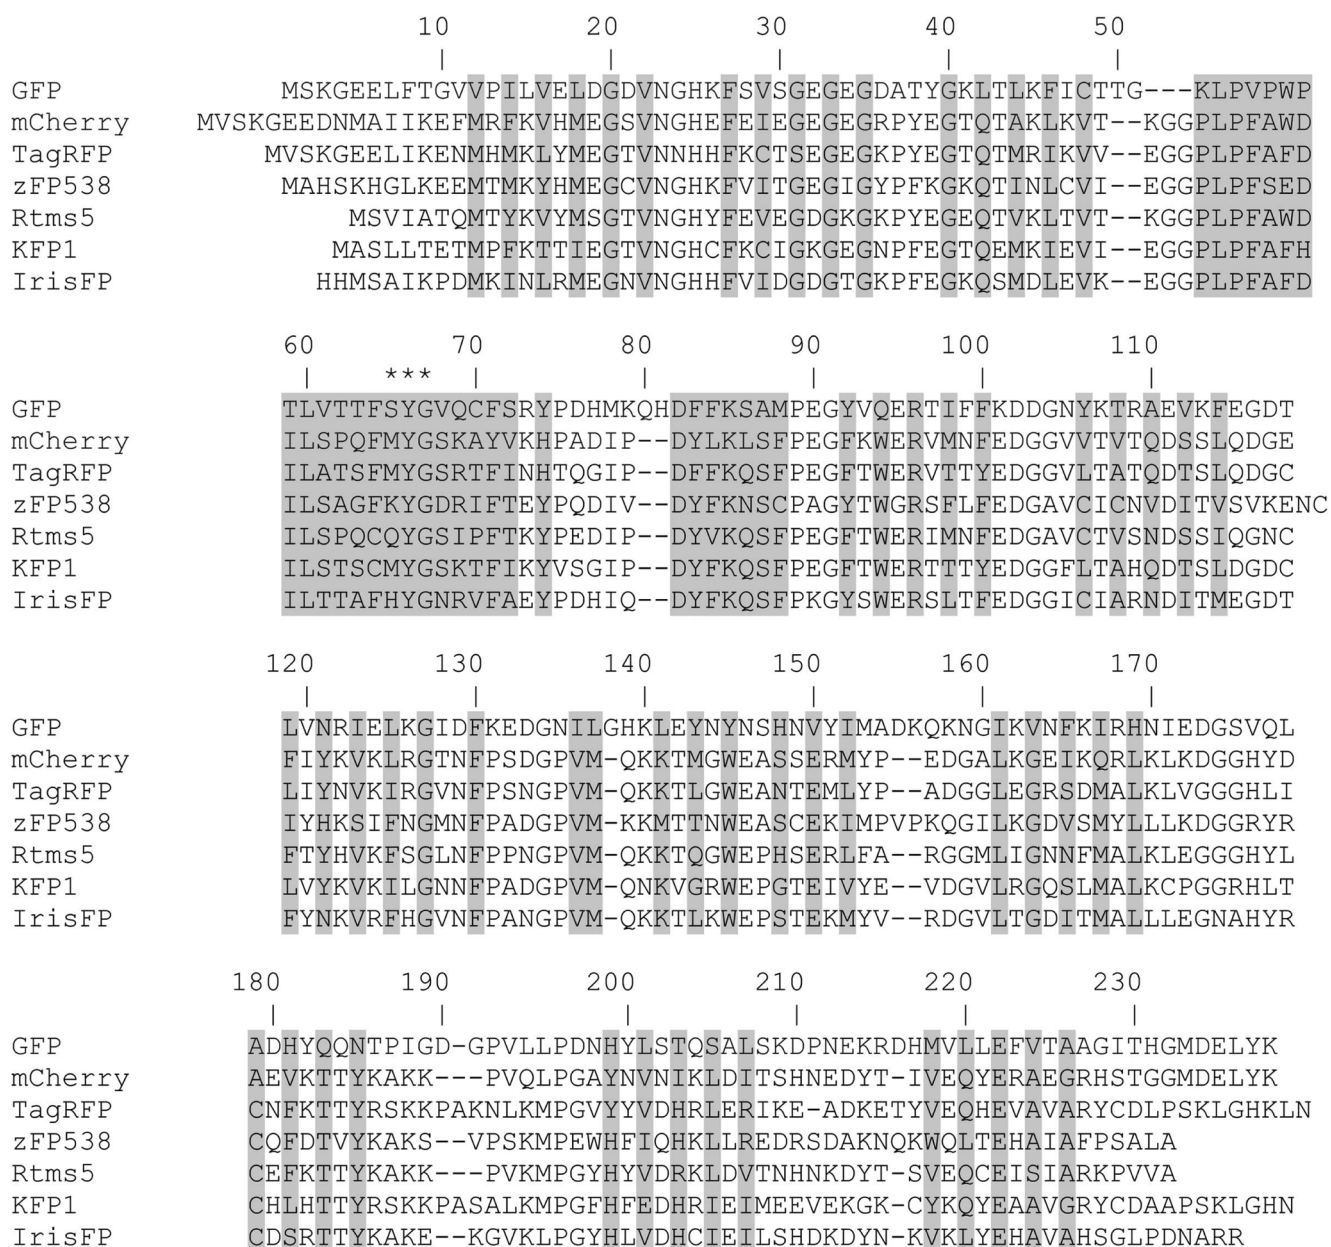 10 20 30 40 50
| | | | |
GFP MSKGEELFTGVVPILVELDGDVNGHKFSVSGEGEGDATYGKLTLKFICTTG---KLPVPWP
mCherry MVSKGEEDNMAIIKEFMRFKVHMEGSVNGHEFEIEGEGEGRPYEGTQTAKLKVT--KGGPLPFAWD
TagRFP MVSKGEELIKENMHMKLYMEGTVNNHHFKCTSEGEGKPYEGTQTMRIKVV--EGGPLPFAFD
zFP538 MAHSKHGLKEEMTMKYHMEGCVNGHKFVITGEGIGYPFKGKQTINLCVI--EGGPLPFSED
Rtms5 MSVIATQMTYKVYMSGTVNGHYFEVEGDGKGKPYEGEQTVKLTVT--KGGPLPFAWD
KFP1 MASLLTETMPFKTTIEGTVNGHCFKCIGKGEGNPFEGTQEMKIEVI--EGGPLPFAFH
IrisFP HHMSAIKPDMKINLRMEGNVNGHHFVIDGDGTGKPFEGKQSMDLEVK--EGGPLPFAFD
60 70 80 90 100 110
| *** | | | | |
GFP TLVTTFSYGVQCFSRYPDHMKQHDFFKSAMPEGYVQERTIFFKDDGNYKTRAEVKFEGDT
mCherry ILSPQFMYGSKAYVKHPADIP--DYLKLSFPEGFKWERVMNFEDGGVVTVTQDSSLQDGE
TagRFP ILATSFMYGSRTFINHTQGIP--DFFKQSFPEGFTWERVTTYEDGGVLTATQDTSLQDGC
zFP538 ILSAGFKYGDRIFTEYPQDIV--DYFKNSCPAGYTWGRSFLFEDGAVCICNVDITVSVKENC
Rtms5 ILSPQCQYGSIPFTKYPEDIP--DYVKQSFPEGFTWERIMNFEDGAVCTVSNDSSIQGNC
KFP1 ILSTSCMYGSKTFIKYVSGIP--DYFKQSFPEGFTWERTTTYEDGGFLTAHQDTSLDGDC
IrisFP ILTTAFHYGNRVFAEYPDHIQ--DYFKQSFPKGYSWERSLTFEDGGICIARNDITMEGDT
120 130 140 150 160 170
| | | | | |
GFP LVNRIELKGIDFKEDGNILGHKLEYNYNSHNVYIMADKQKNGIKVNFKIRHNIEDGSVQL
mCherry FIYKVKLRGTNFPSDGPVM-QKKTMGWEASSERMYP--EDGALKGEIKQRLKLKDGGHYD
TagRFP LIYNVKIRGVNFPSNGPVM-QKKTLGWEANTEMLYP--ADGGLEGRSDMALKLVGGGHLI
zFP538 IYHKSIFNGMNFPADGPVM-KKMTTNWEASCEKIMPVPKQGILKGDVSMYLLLKDGGRYR
Rtms5 FTYHVKFSGLNFPPNGPVM-QKKTQGWEPHSERLFA--RGGMLIGNNFMALKLEGGGHYL
KFP1 LVYKVKILGNNFPADGPVM-QNKVGRWEPGTEIVYE--VDGVLRGQSLMALKCPGGRHLT
IrisFP FYNKVRFHGVNFPANGPVM-QKKTLKWEPSTEKMYV--RDGVLTGDITMALLLEGNAHYR
180 190 200 210 220 230
| | | | | |
GFP ADHYQQNTPIGD-GPVLLPDNHYLSTQSALSKDPNEKRDHMVLLEFVTAAGITHGMDELYK
mCherry AEVKTTYKAKK---PVQLPGAYNVNIKLDITSHNEDYT-IVEQYERAEGRHSTGGMDELYK
TagRFP CNFKTTYRSKKPAKNLKMPGVYYVDHRLERIKE-ADKETYVEQHEVAVARYCDLPSKLGHKLN
zFP538 CQFDTVYKAKS--VPSKMPEWHFIQHKLLREDRSDAKNQKWQLTEHAIAFPSALA
Rtms5 CEFKTTYKAKK---PVKMPGYHYVDRKLDVTNHNKDYT-SVEQCEISIARKPVVA
KFP1 CHLHTTYRSKKPASALKMPGFHFEDHRIEIMEEVEKGK-CYKQYEAAVGRYCDAAPSKLGHN
IrisFP CDSRTTYKAKE--KGVKLPGYHLVDHCIEILSHDKDYN-KVKLYEHAVAHSGLPDNARR